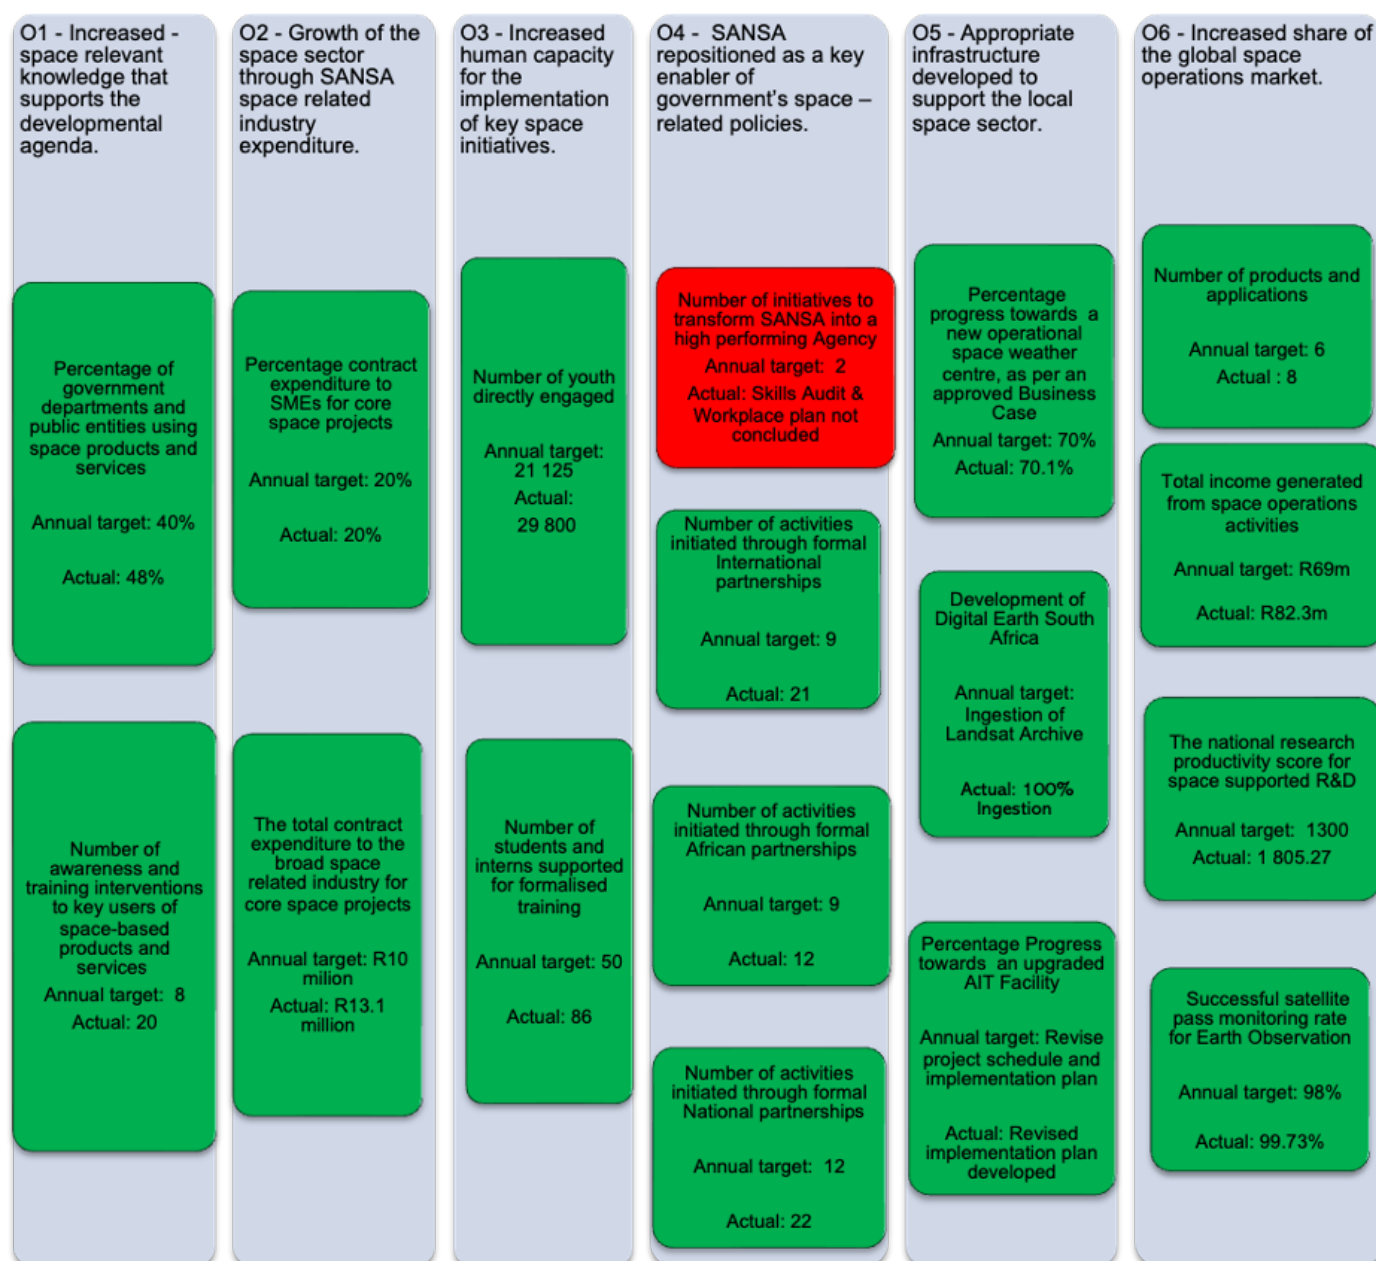 O1 - Increased -
space relevant
knowledge that
supports the
developmental
agenda.
Percentage of
government
departments and
public entities using
space products and
services
Annual target: 40%
Actual: 48%
Number of
awareness and
training interventions
to key users of
space-based
products and
services
Annual target: 8
Actual: 20
O2 - Growth of the
space sector
through SANSA
space related
industry
expenditure.
Percentage contract
expenditure to
SMEs for core
space projects
Annual target: 20%
Actual: 20%
The total contract
expenditure to the
broad space
related industry for
core space projects
Annual target: R10
milion
Actual: R13.1
million
O3 - Increased
human capacity
for the
implementation
of key space
initiatives.
Number of youth
directly engaged
Annual target:
21 125
Actual:
29 800
Number of
students and
interns supported
for formalised
training
Annual target: 50
Actual: 86
O4 - SANSA
repositioned as a key
enabler of
government's space –
related policies.
Number of initiatives to
transform SANSA into a
high performing Agency
Annual target: 2
Actual: Skills Audit &
Workplace plan not
concluded
Number of activities
initiated through formal
International
partnerships
Annual target: 9
Actual: 21
Number of activities
initiated through formal
African partnerships
Annual target: 9
Actual: 12
Number of activities
initiated through formal
National partnerships
Annual target: 12
Actual: 22
O5 - Appropriate
infrastructure
developed to
support the local
space sector.
Percentage
progress towards a
new operational
space weather
centre, as per an
approved Business
Case
Annual target: 70%
Actual: 70.1%
Development of
Digital Earth South
Africa
Annual target:
Ingestion of
Landsat Archive
Actual: 100%
Ingestion
Percentage Progress
towards an upgraded
AIT Facility
Annual target: Revise
project schedule and
implementation plan
Actual: Revised
implementation plan
developed
O6 - Increased share of
the global space
operations market.
Number of products and
applications
Annual target: 6
Actual : 8
Total income generated
from space operations
activities
Annual target: R69m
Actual: R82.3m
The national research
productivity score for
space supported R&D
Annual target: 1300
Actual: 1 805.27
Successful satellite
pass monitoring rate
for Earth Observation
Annual target: 98%
Actual: 99.73%